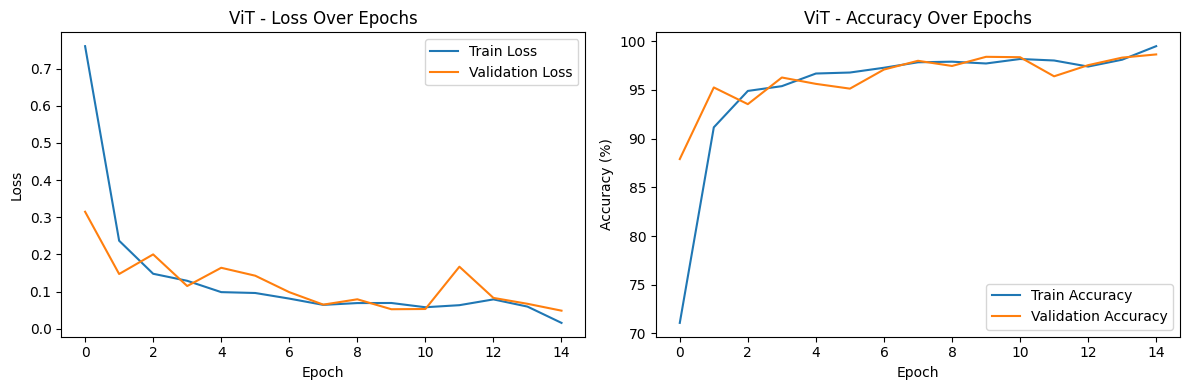 ViT - Loss Over Epochs
Train Loss
Validation Loss
Loss
0.7
0.6
0.5
0.4
0.3
0.2
0.1
0.0
0 2 4 6 8 10 12 14
Epoch
ViT - Accuracy Over Epochs
Accuracy (%)
100
95
90
85
80
75
70
Train Accuracy
Validation Accuracy
0 2 4 6 8 10 12 14
Epoch